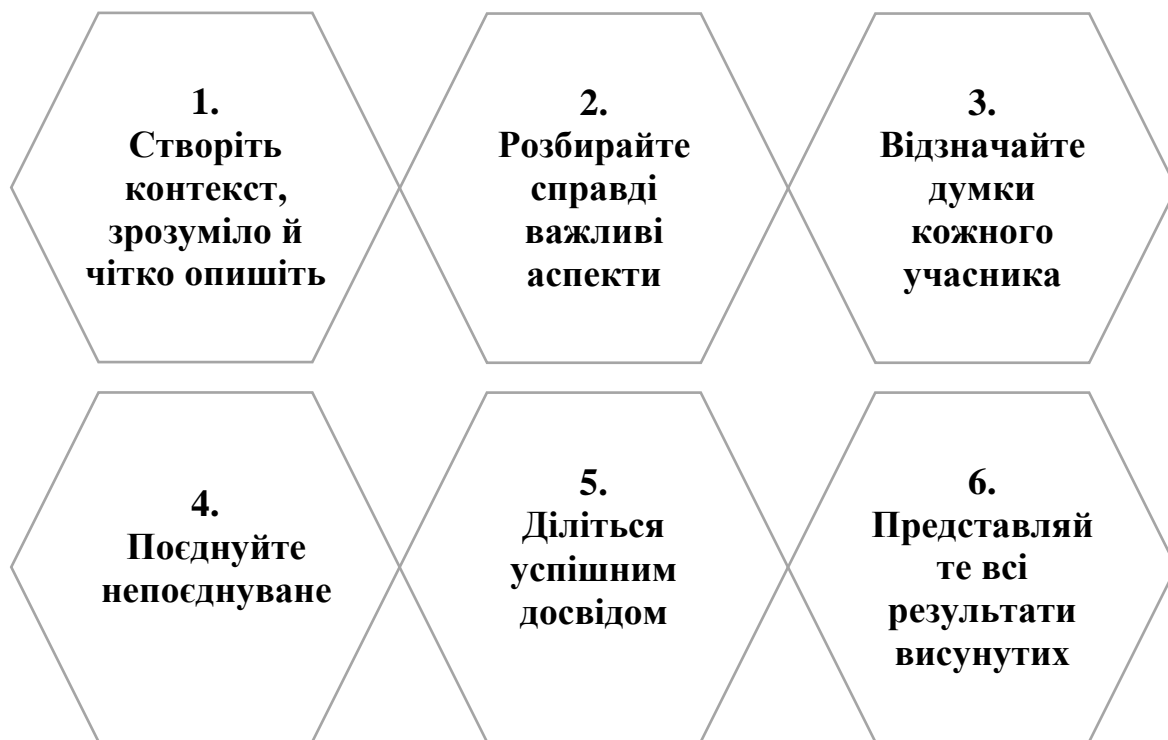 1.
Створіть
контекст,
зрозуміло й
чітко опишіть
2.
Розбирайте
справді
важливі
аспекти
3.
Відзначайте
думки
кожного
учасника
4.
Поєднуйте
непоєднуване
5.
Діліться
успішним
досвідом
6.
Представляй
те всі
результати
висунутих